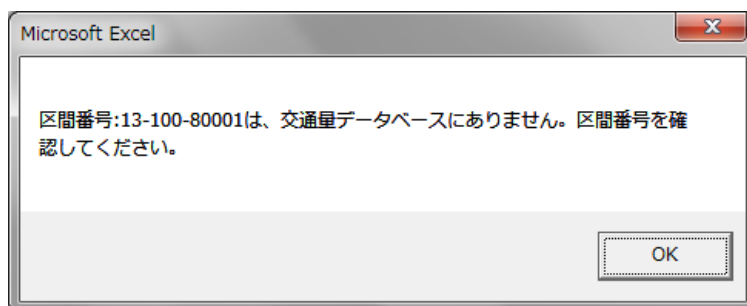 Microsoft Excel
区間番号:13-100-80001は、交通量データベースにありません。区間番号を確
認してください。
OK